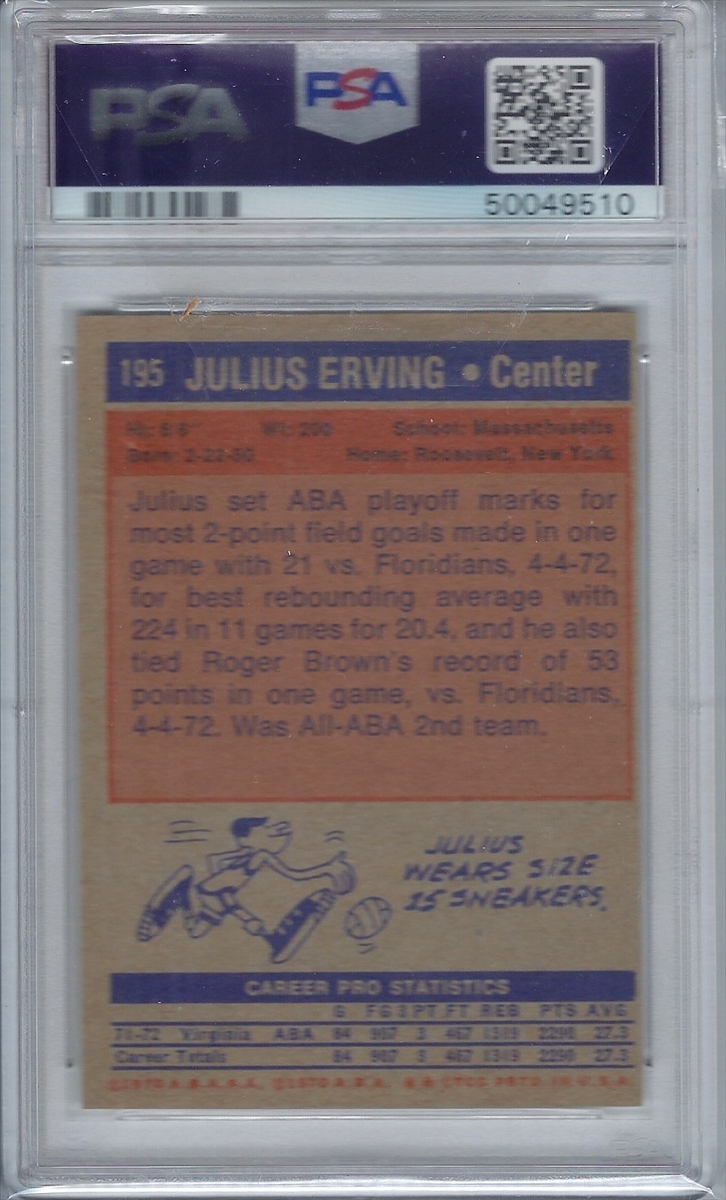 PSA
PSA
50049510
195 JULIUS ERVING • Center
Ht.: 6'6" Wt.: 200 School: Massachusetts
Born: 2-22-50 Home: Roosevelt, New York
Julius set ABA playoff marks for
most 2-point field goals made in one
game with 21 vs. Floridians, 4-4-72,
for best rebounding average with
224 in 11 games for 20.4, and he also
tied Roger Brown's record of 53
points in one game, vs. Floridians,
4-4-72. Was All-ABA 2nd team.
JULIUS
WEARS SIZE
15 SNEAKERS.
CAREER PRO STATISTICS
G FG 3PT.FT REB PTS AVG
71-72 Virginia ABA 84 907 3 467 1319 2290 27.3
Career Totals 84 907 3 467 1319 2290 27.3
PRTD. IN U.S.A.